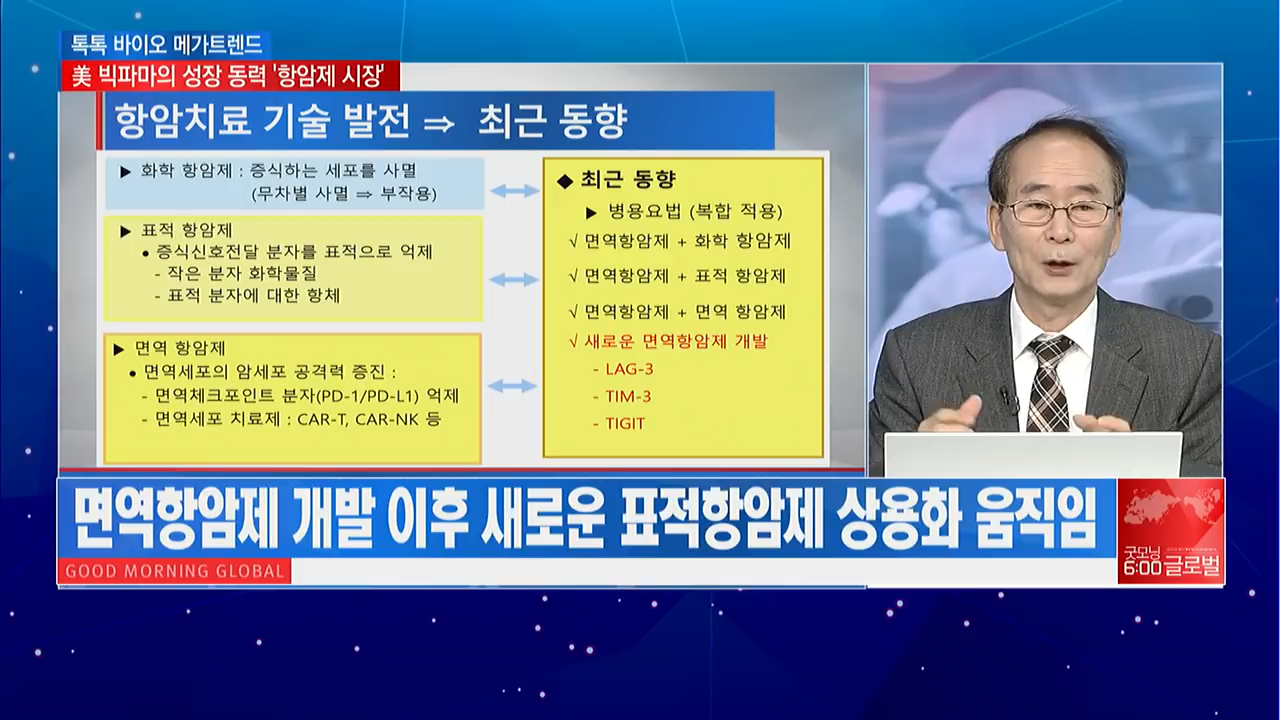 톡톡 바이오 메가트렌드
美 빅파마의 성장 동력 '항암제 시장'
항암치료 기술 발전 ⇒ 최근 동향
▶ 화학 항암제 : 증식하는 세포를 사멸
(무차별 사멸 ⇒ 부작용)
▶ 표적 항암제
• 증식신호전달 분자를 표적으로 억제
- 작은 분자 화학물질
- 표적 분자에 대한 항체
▶ 면역 항암제
• 면역세포의 암세포 공격력 증진 :
- 면역체크포인트 분자(PD-1/PD-L1) 억제
- 면역세포 치료제 : CAR-T, CAR-NK 등
◆ 최근 동향
▶ 병용요법 (복합 적용)
√ 면역항암제 + 화학 항암제
√ 면역항암제 + 표적 항암제
√ 면역항암제 + 면역 항암제
√ 새로운 면역항암제 개발
- LAG-3
- TIM-3
- TIGIT
면역항암제 개발 이후 새로운 표적항암제 상용화 움직임
GOOD MORNING GLOBAL
굿모닝
6:00 글로벌